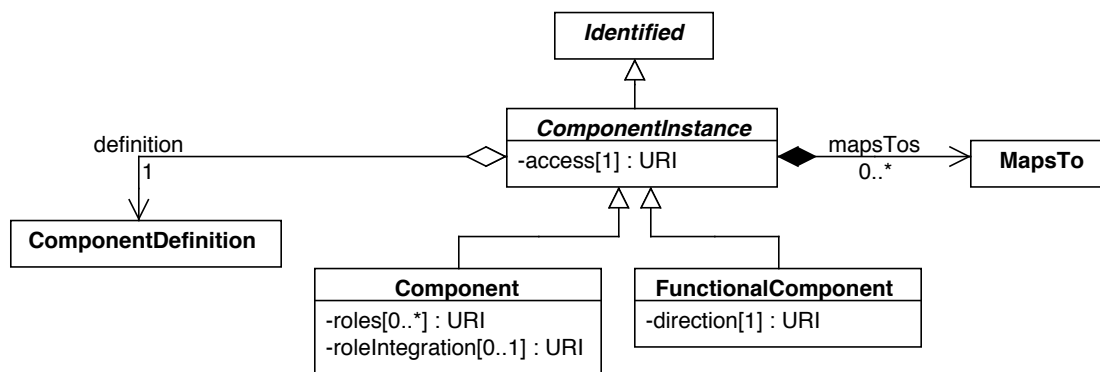 Identified
ComponentInstance
-access[1] : URI
definition
1
mapsTos
0..*
MapsTo
ComponentDefinition
Component
-roles[0..*] : URI
-roleIntegration[0..1] : URI
FunctionalComponent
-direction[1] : URI